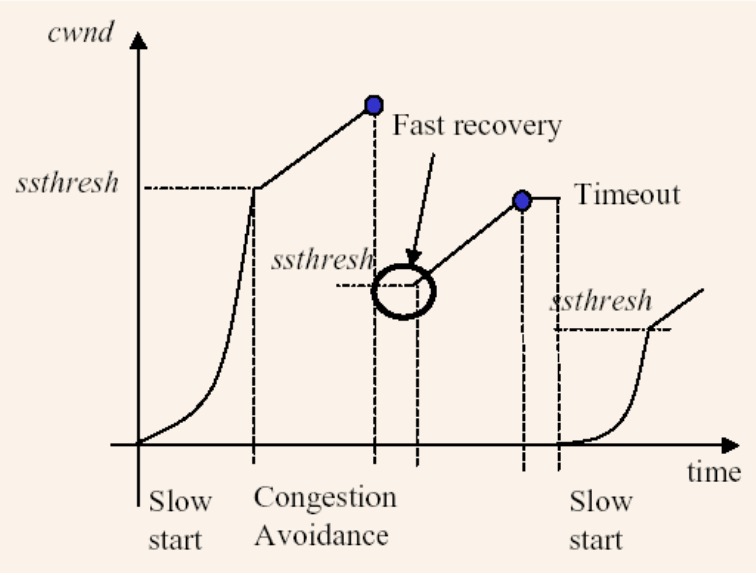 cwnd
Fast recovery
ssthresh
Timeout
ssthresh
ssthresh
time
Slow
start
Congestion
Avoidance
Slow
start